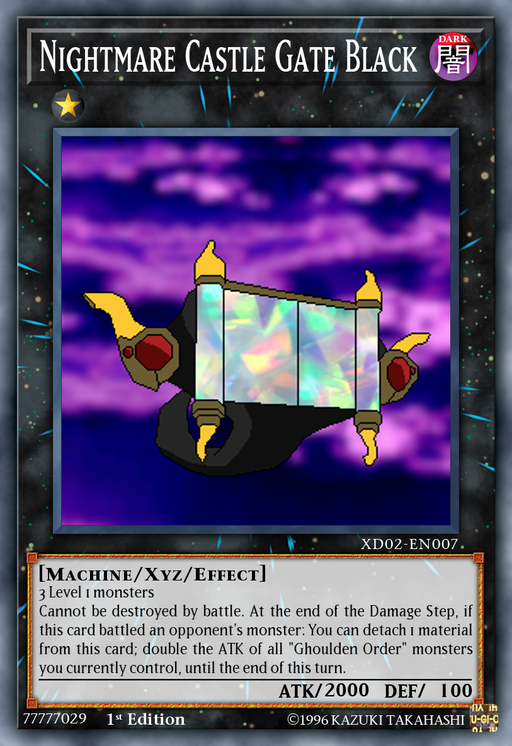 Nightmare Castle Gate Black
DARK
闇
XD02-EN007
[Machine/Xyz/Effect]
3 Level 1 monsters
Cannot be destroyed by battle. At the end of the Damage Step, if
this card battled an opponent's monster: You can detach 1 material
from this card; double the ATK of all "Ghoulden Order" monsters
you currently control, until the end of this turn.
ATK/2000 DEF/ 100
77777029 1st Edition ©1996 KAZUKI TAKAHASHI